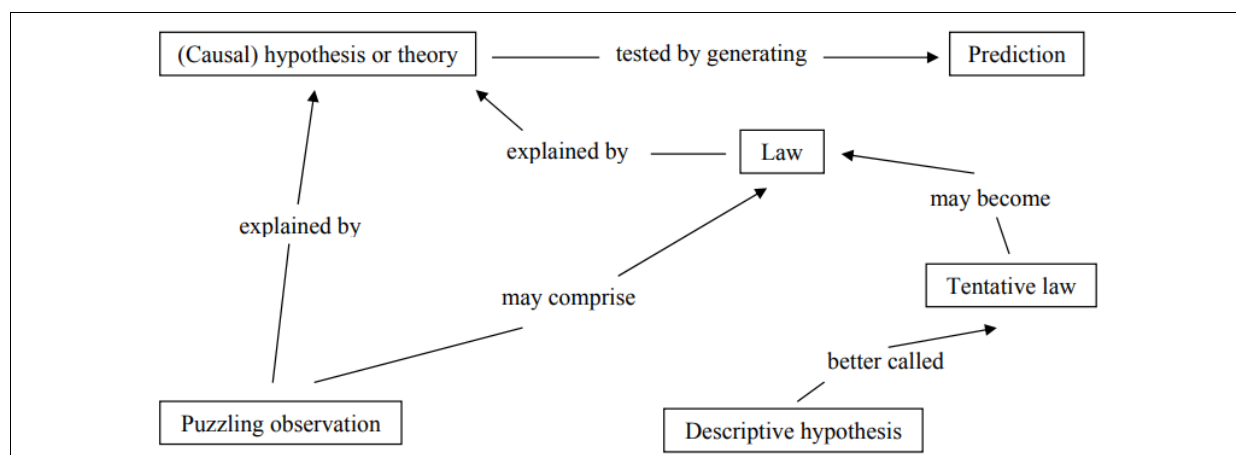 (Causal) hypothesis or theory
tested by generating
Prediction
explained by
Law
may become
explained by
Tentative law
may comprise
better called
Puzzling observation
Descriptive hypothesis